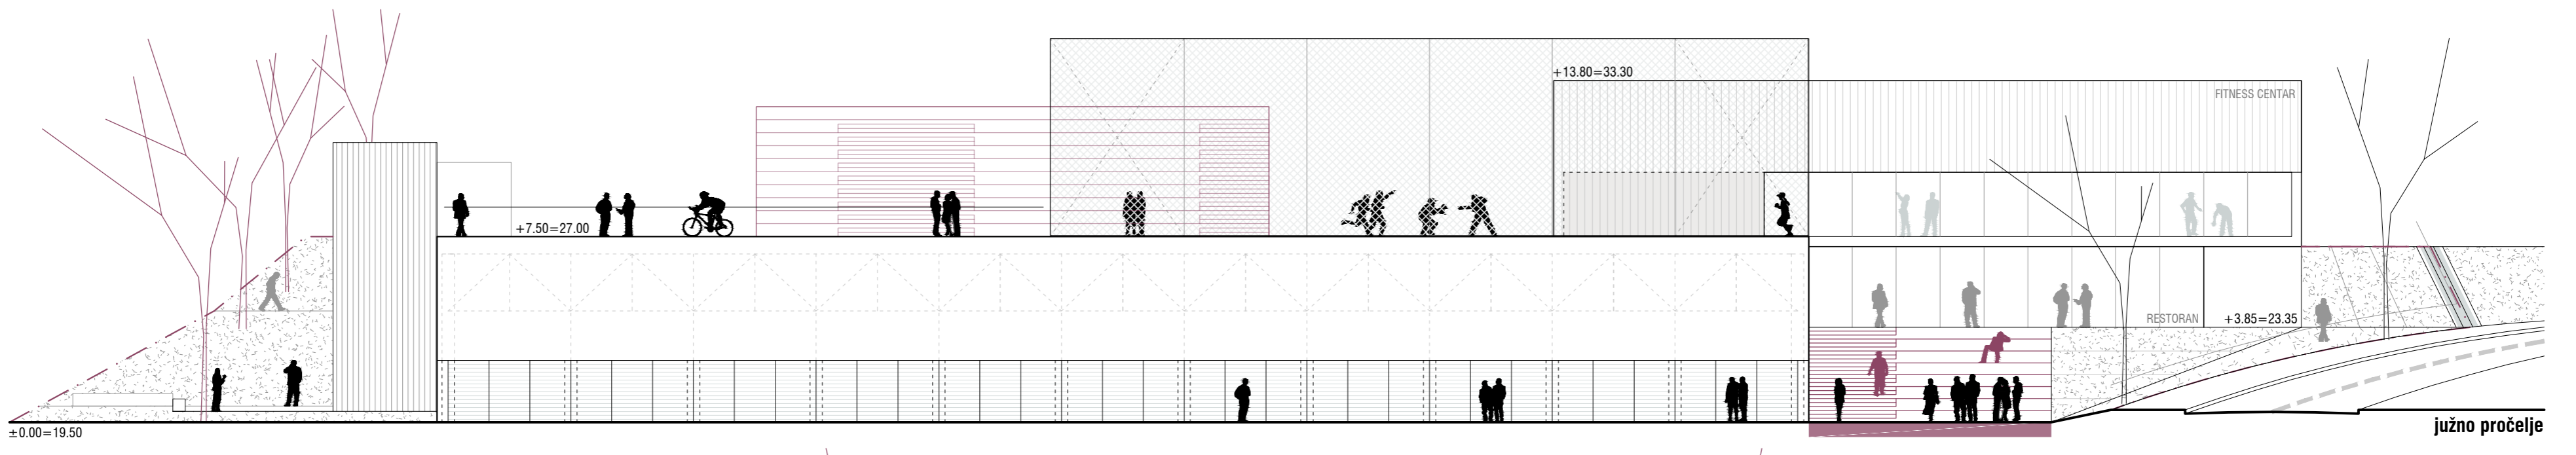 +13.80=33.30
FITNESS CENTAR
+7.50=27.00
RESTORAN
+3.85=23.35
±0.00=19.50
južno pročelje